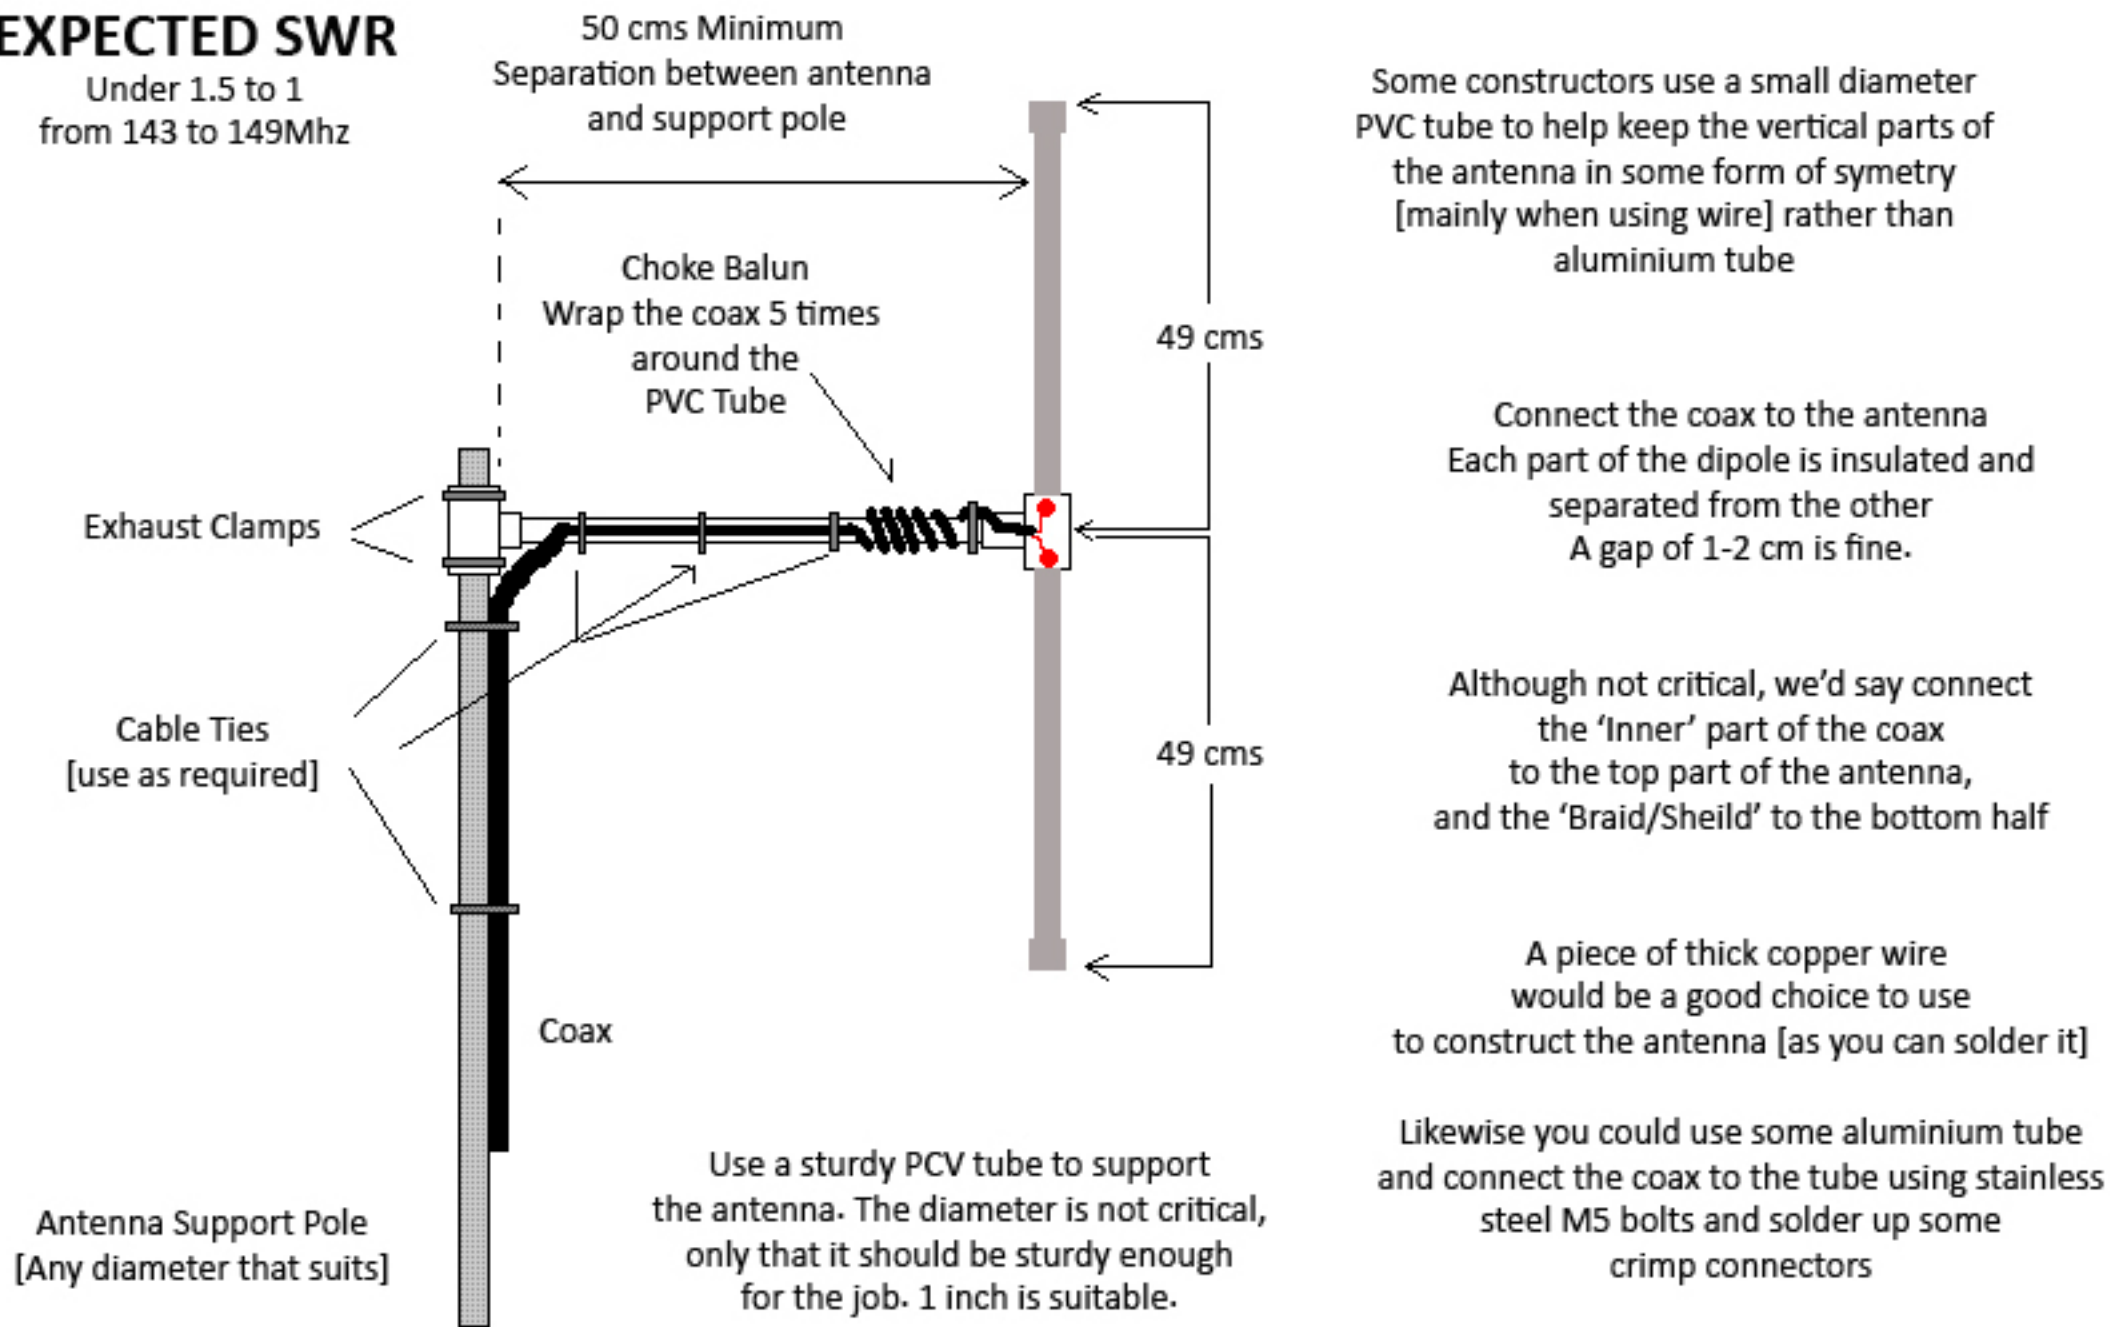 EXPECTED SWR
Under 1.5 to 1
from 143 to 149Mhz
50 cms Minimum
Separation between antenna
and support pole
Choke Balun
Wrap the coax 5 times
around the
PVC Tube
Exhaust Clamps
Cable Ties
[use as required]
Coax
Antenna Support Pole
[Any diameter that suits]
Use a sturdy PCV tube to support
the antenna. The diameter is not critical,
only that it should be sturdy enough
for the job. 1 inch is suitable.
49 cms
49 cms
Some constructors use a small diameter
PVC tube to help keep the vertical parts of
the antenna in some form of symetry
[mainly when using wire] rather than
aluminium tube
Connect the coax to the antenna
Each part of the dipole is insulated and
separated from the other
A gap of 1-2 cm is fine.
Although not critical, we'd say connect
the ‘Inner’ part of the coax
to the top part of the antenna,
and the ‘Braid/Sheild’ to the bottom half
A piece of thick copper wire
would be a good choice to use
to construct the antenna [as you can solder it]
Likewise you could use some aluminium tube
and connect the coax to the tube using stainless
steel M5 bolts and solder up some
crimp connectors